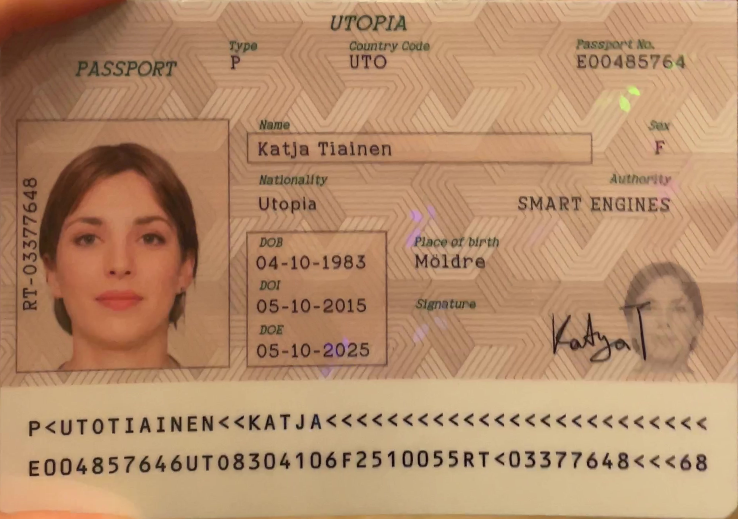 UTOPIA
PASSPORT
Type
P
Country Code
UTO
Passport No.
E00485764
Name
Katja Tiainen
Sex
F
Nationality
Utopia
Authority
SMART ENGINES
RT-03377648
DOB
04-10-1983
Place of birth
Möldre
DOI
05-10-2015
Signature
Katya T
DOE
05-10-2025
P<UTOTIAINEN<<KATJA<<<<<<<<<<<<<<<<<<<<<<<<<
E004857646UTO8304106F2510055RT<03377648<<<68